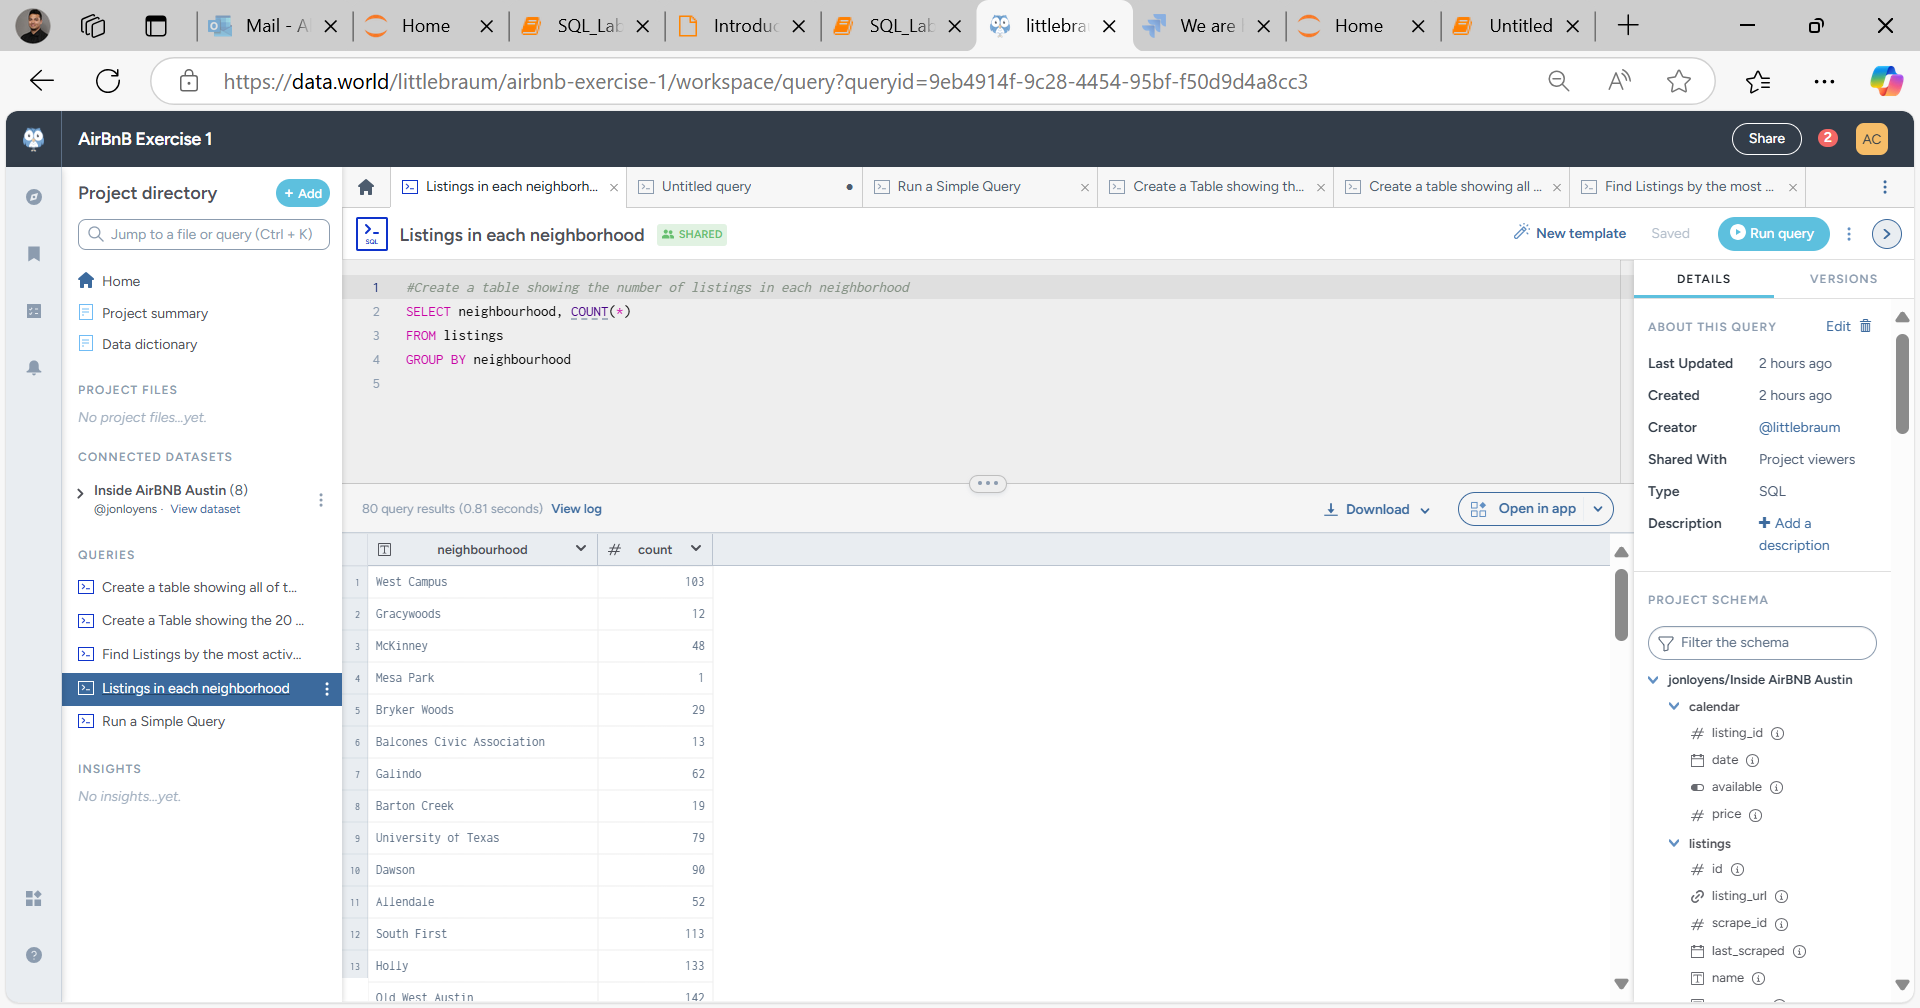 Mail - A
Home
SQL_Lab
Introduc
SQL_Lab
littlebra
We are
Home
Untitled
https://data.world/littlebraum/airbnb-exercise-1/workspace/query?queryid=9eb4914f-9c28-4454-95bf-f50d9d4a8cc3
AirBnB Exercise 1
Share
2
AC
Project directory
+ Add
Jump to a file or query (Ctrl + K)
Home
Project summary
Data dictionary
PROJECT FILES
No project files...yet.
CONNECTED DATASETS
Inside AirBNB Austin (8)
@jonloyens · View dataset
QUERIES
Create a table showing all of t...
Create a Table showing the 20 ...
Find Listings by the most activ...
Listings in each neighborhood
Run a Simple Query
INSIGHTS
No insights...yet.
Listings in each neighborh...
Untitled query
Run a Simple Query
Create a Table showing th...
Create a table showing all ...
Find Listings by the most ...
SQL
Listings in each neighborhood
SHARED
New template
Saved
Run query
1 #Create a table showing the number of listings in each neighborhood
2 SELECT neighbourhood, COUNT(*)
3 FROM listings
4 GROUP BY neighbourhood
5
80 query results (0.81 seconds) View log
Download
Open in app
neighbourhood # count
1 West Campus 103
2 Gracywoods 12
3 McKinney 48
4 Mesa Park 1
5 Bryker Woods 29
6 Balcones Civic Association 13
7 Galindo 62
8 Barton Creek 19
9 University of Texas 79
10 Dawson 90
11 Allendale 52
12 South First 113
13 Holly 133
Old West Austin 142
DETAILS
VERSIONS
ABOUT THIS QUERY
Edit
Last Updated 2 hours ago
Created 2 hours ago
Creator @littlebraum
Shared With Project viewers
Type SQL
Description + Add a
description
PROJECT SCHEMA
Filter the schema
jonloyens/Inside AirBNB Austin
calendar
# listing_id
date
available
# price
listings
# id
listing_url
# scrape_id
last_scraped
name